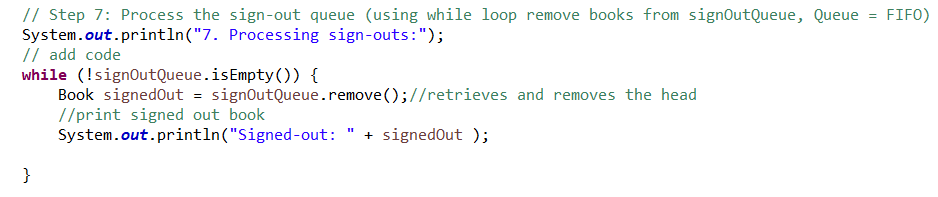 // Step 7: Process the sign-out queue (using while loop remove books from signOutQueue, Queue = FIFO)
System.out.println("7. Processing sign-outs:");
// add code
while (!signOutQueue.isEmpty()) {
    Book signedOut = signOutQueue.remove();//retrieves and removes the head
    //print signed out book
    System.out.println("Signed-out: " + signedOut );
}